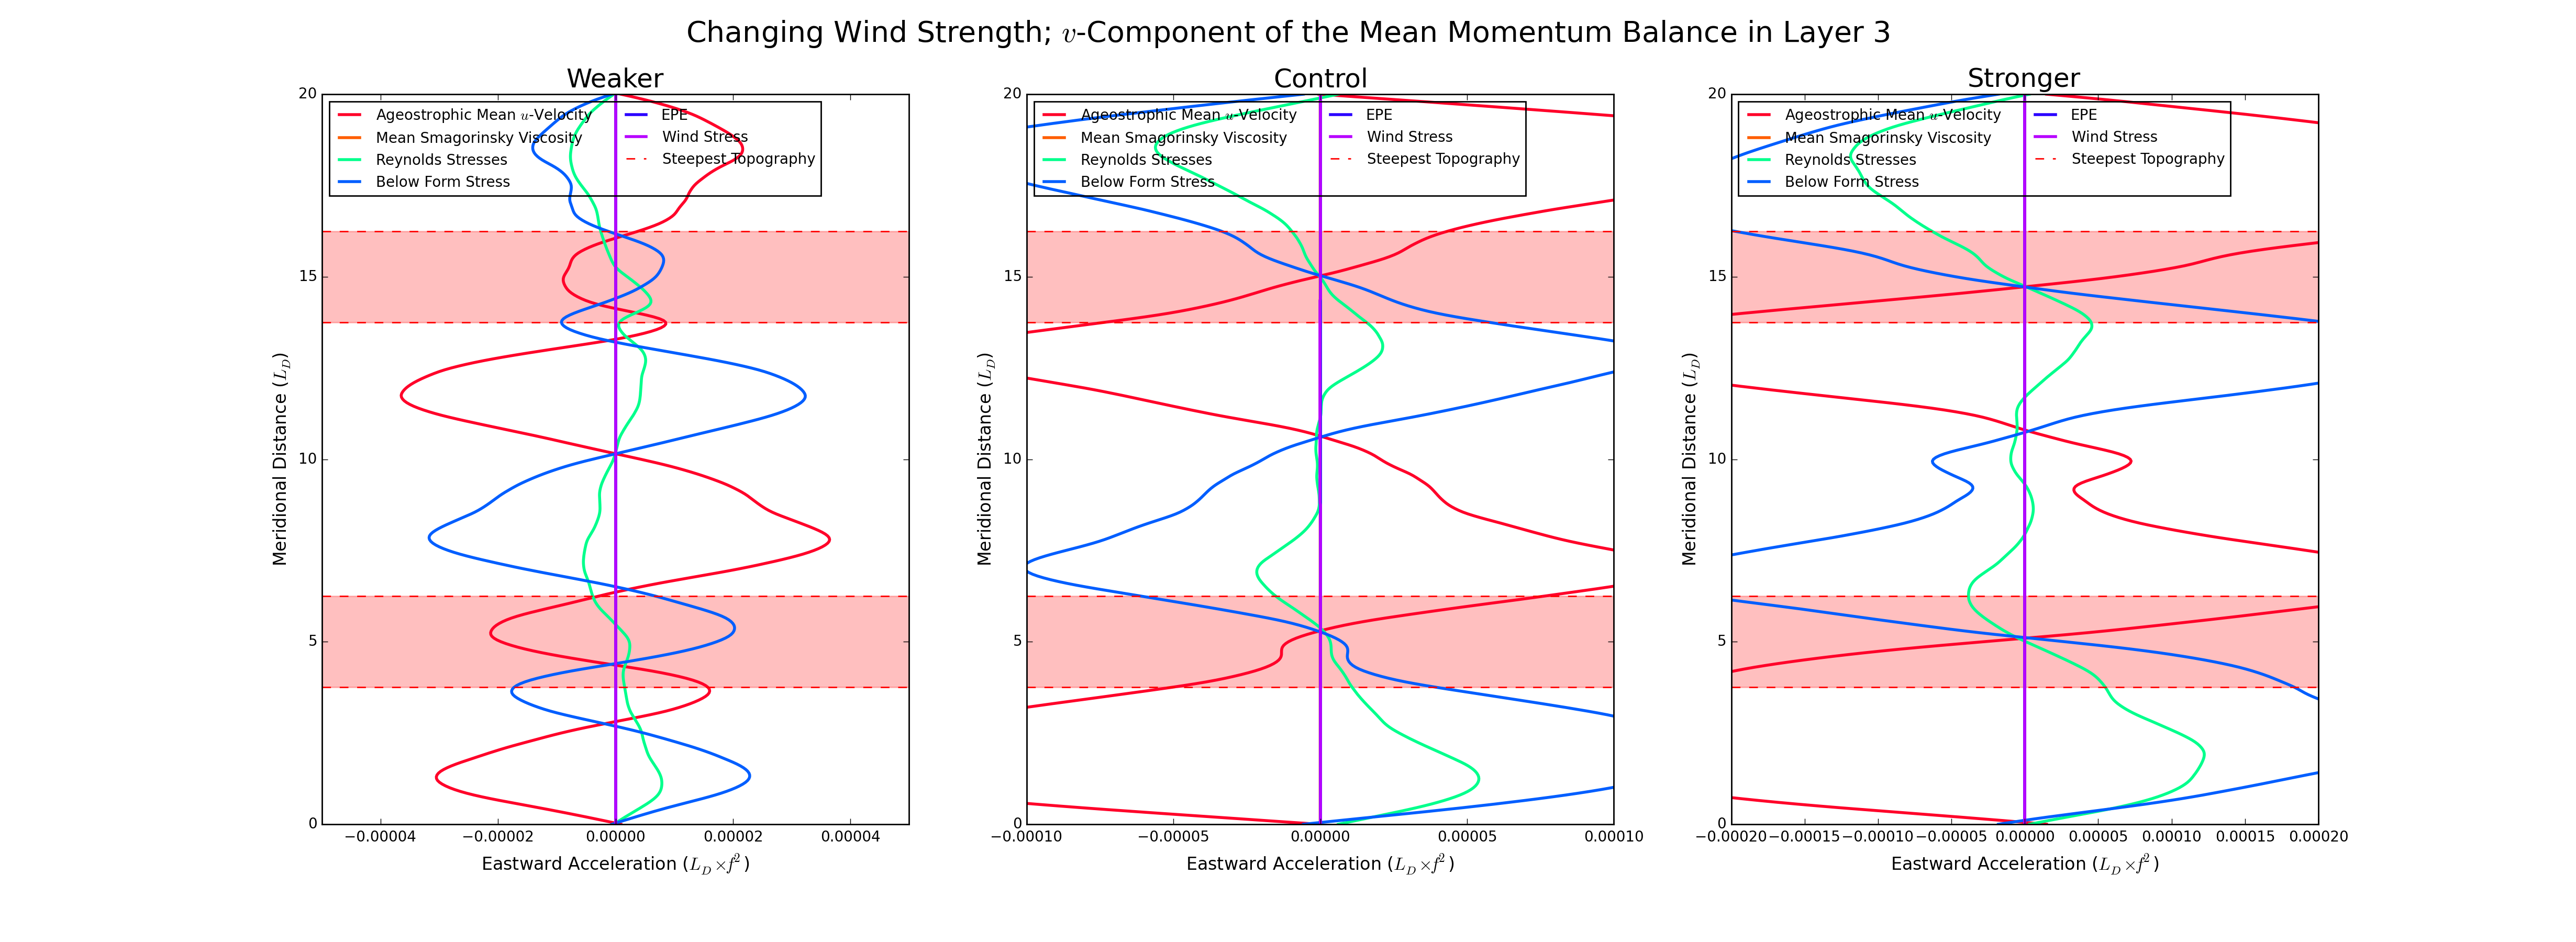 Changing Wind Strength; v-Component of the Mean Momentum Balance in Layer 3
Weaker
Ageostrophic Mean u-Velocity
Mean Smagorinsky Viscosity
Reynolds Stresses
Below Form Stress
EPE
Wind Stress
Steepest Topography
20
15
10
5
0
Meridional Distance (L_D)
−0.00004 −0.00002 0.00000 0.00002 0.00004
Eastward Acceleration (L_D×f²)
Control
Ageostrophic Mean u-Velocity
Mean Smagorinsky Viscosity
Reynolds Stresses
Below Form Stress
EPE
Wind Stress
Steepest Topography
20
15
10
5
0
Meridional Distance (L_D)
−0.00010 −0.00005 0.00000 0.00005 0.00010
Eastward Acceleration (L_D×f²)
Stronger
Ageostrophic Mean u-Velocity
Mean Smagorinsky Viscosity
Reynolds Stresses
Below Form Stress
EPE
Wind Stress
Steepest Topography
20
15
10
5
0
Meridional Distance (L_D)
−0.00020 −0.00015 −0.00010 −0.00005 0.00000 0.00005 0.00010 0.00015 0.00020
Eastward Acceleration (L_D×f²)